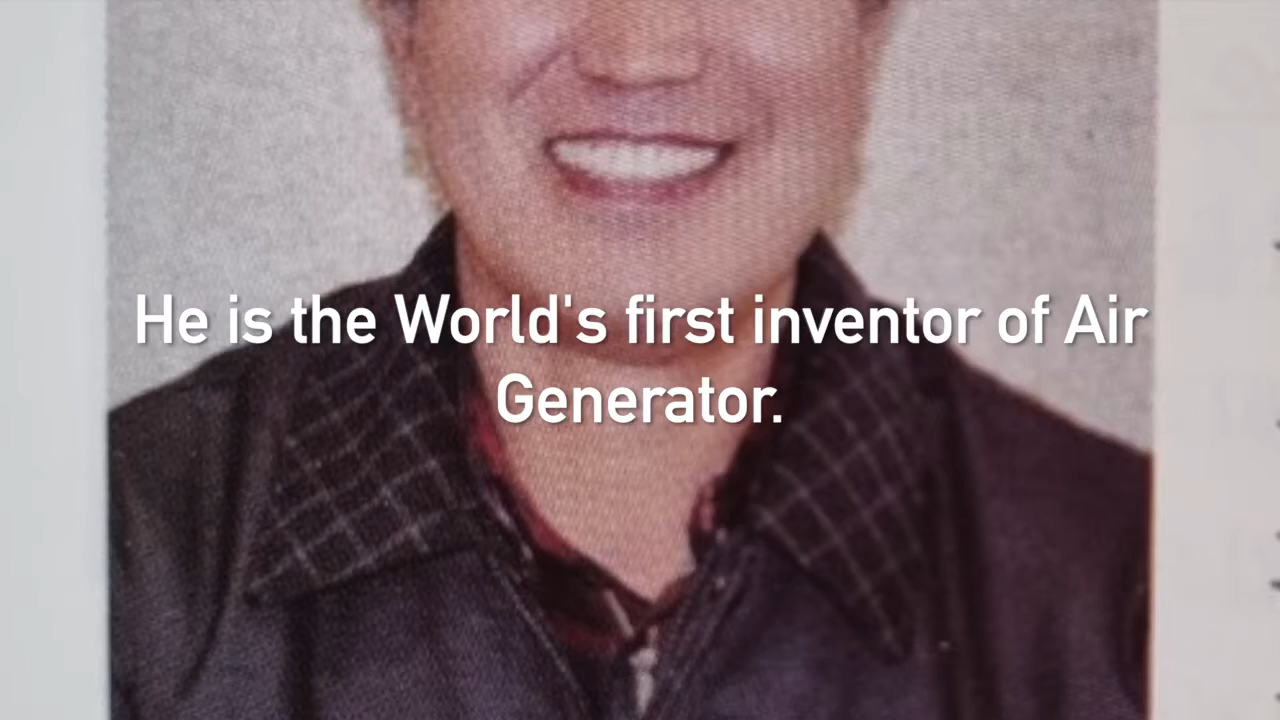 He is the World's first inventor of Air
Generator.